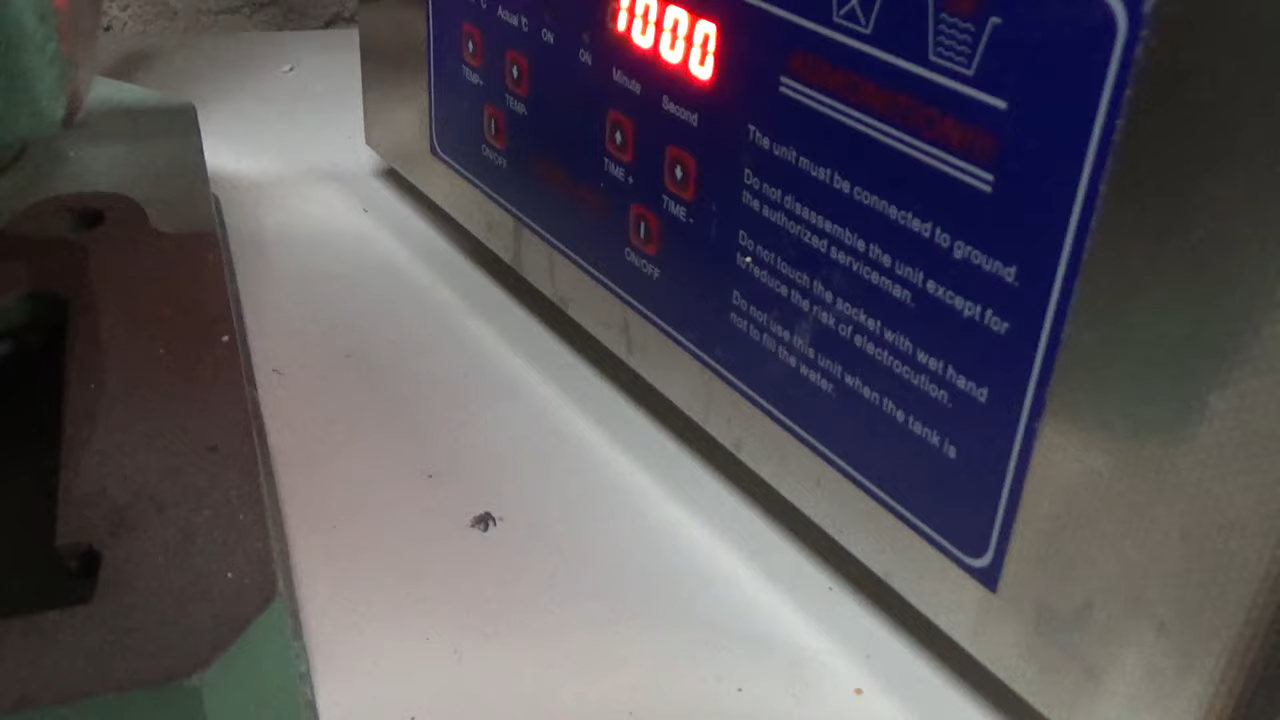 1000
°C
Actual °C
ON
ON
Minute
Second
TEMP+
TEMP-
ON/OFF
TIME +
TIME -
ON/OFF
The unit must be connected to ground.
Do not disassemble the unit except for
the authorized serviceman.
Do not touch the socket with wet hand
to reduce the risk of electrocution.
Do not use this unit when the tank is
not to fill the water.